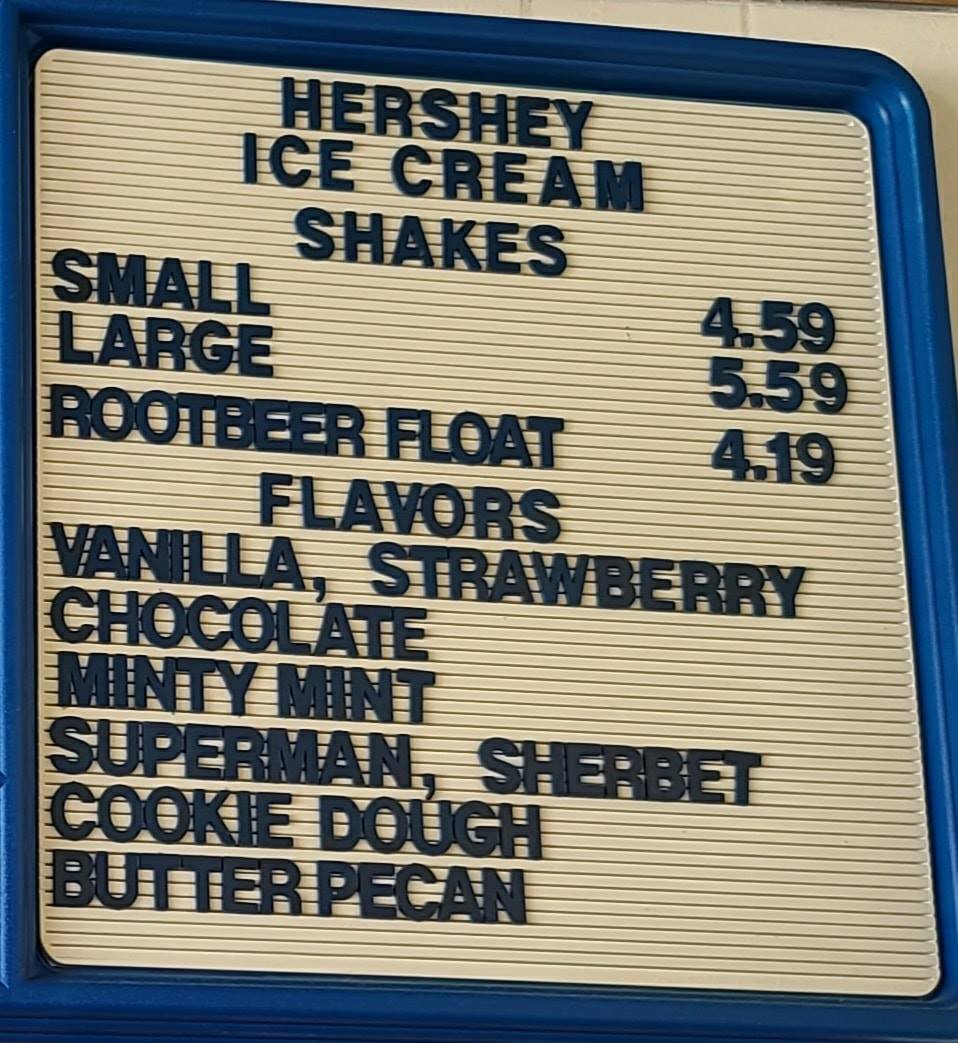 HERSHEY
ICE CREAM
SHAKES
SMALL 4.59
LARGE 5.59
ROOTBEER FLOAT 4.19
FLAVORS
VANILLA, STRAWBERRY
CHOCOLATE
MINTY MINT
SUPERMAN, SHERBET
COOKIE DOUGH
BUTTER PECAN